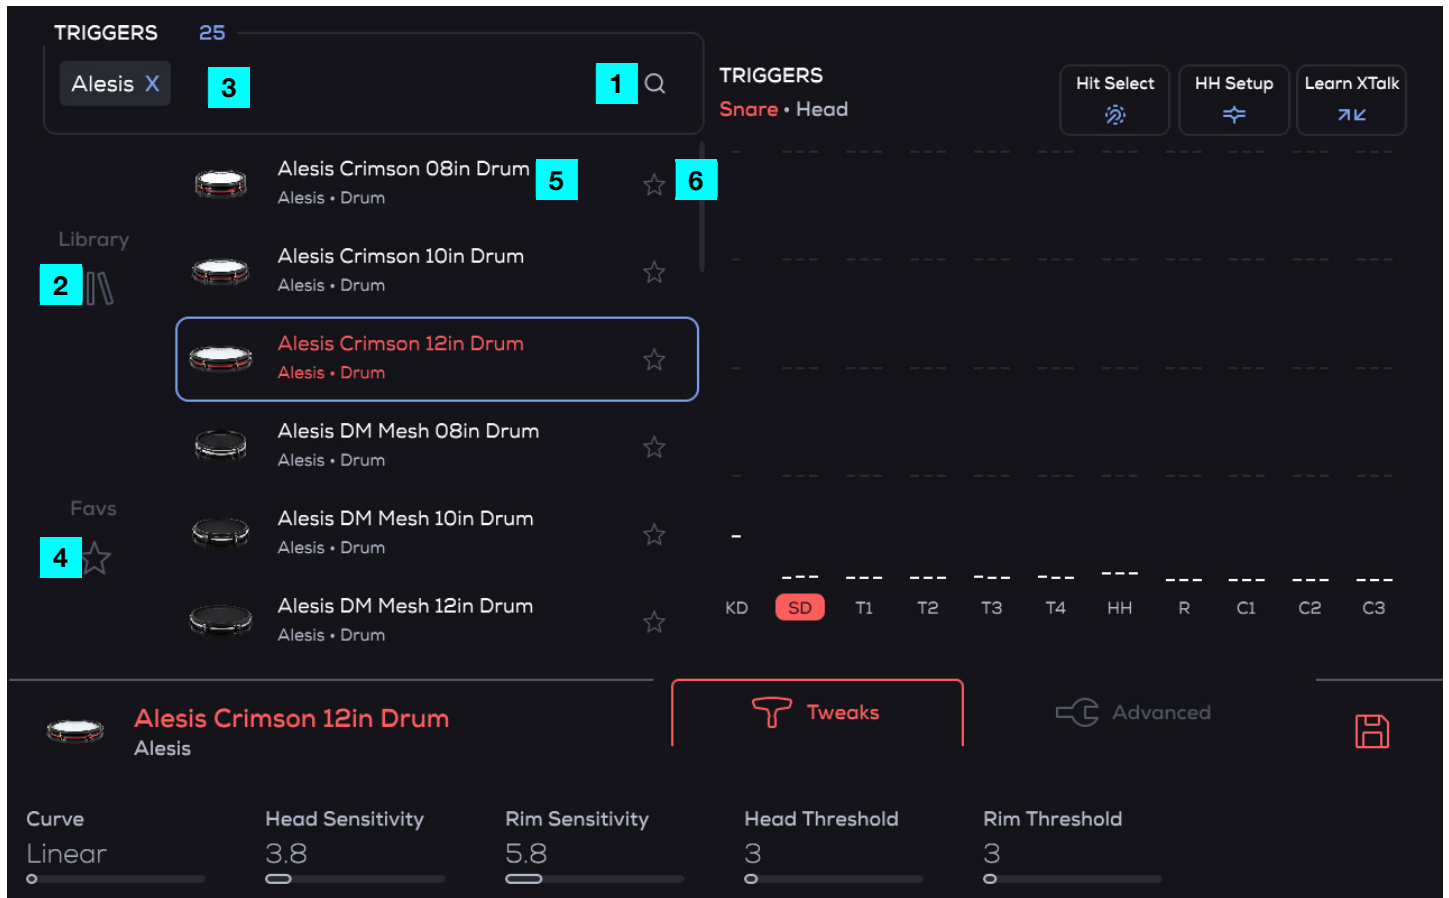 TRIGGERS 25
Alesis X 3 1
Alesis Crimson 08in Drum 5 6
Alesis • Drum
Library
2
Alesis Crimson 10in Drum
Alesis • Drum
Alesis Crimson 12in Drum
Alesis • Drum
Alesis DM Mesh 08in Drum
Alesis • Drum
Favs
4
Alesis DM Mesh 10in Drum
Alesis • Drum
Alesis DM Mesh 12in Drum
Alesis • Drum
TRIGGERS
Snare • Head
Hit Select
HH Setup
Learn XTalk
KD SD T1 T2 T3 T4 HH R C1 C2 C3
Alesis Crimson 12in Drum
Alesis
Tweaks
Advanced
Curve
Linear
Head Sensitivity
3.8
Rim Sensitivity
5.8
Head Threshold
3
Rim Threshold
3